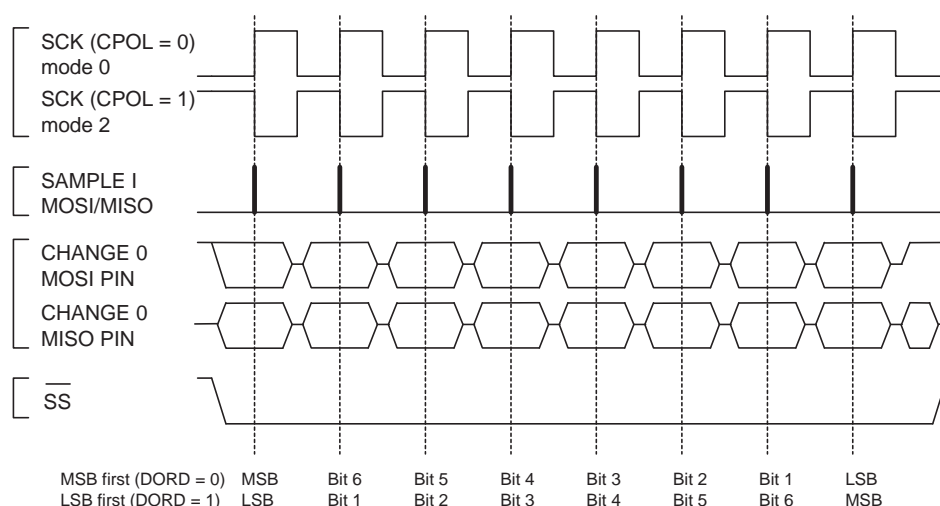 SCK (CPOL = 0)
mode 0
SCK (CPOL = 1)
mode 2
SAMPLE I
MOSI/MISO
CHANGE 0
MOSI PIN
CHANGE 0
MISO PIN
SS
MSB first (DORD = 0) MSB Bit 6 Bit 5 Bit 4 Bit 3 Bit 2 Bit 1 LSB
LSB first (DORD = 1) LSB Bit 1 Bit 2 Bit 3 Bit 4 Bit 5 Bit 6 MSB